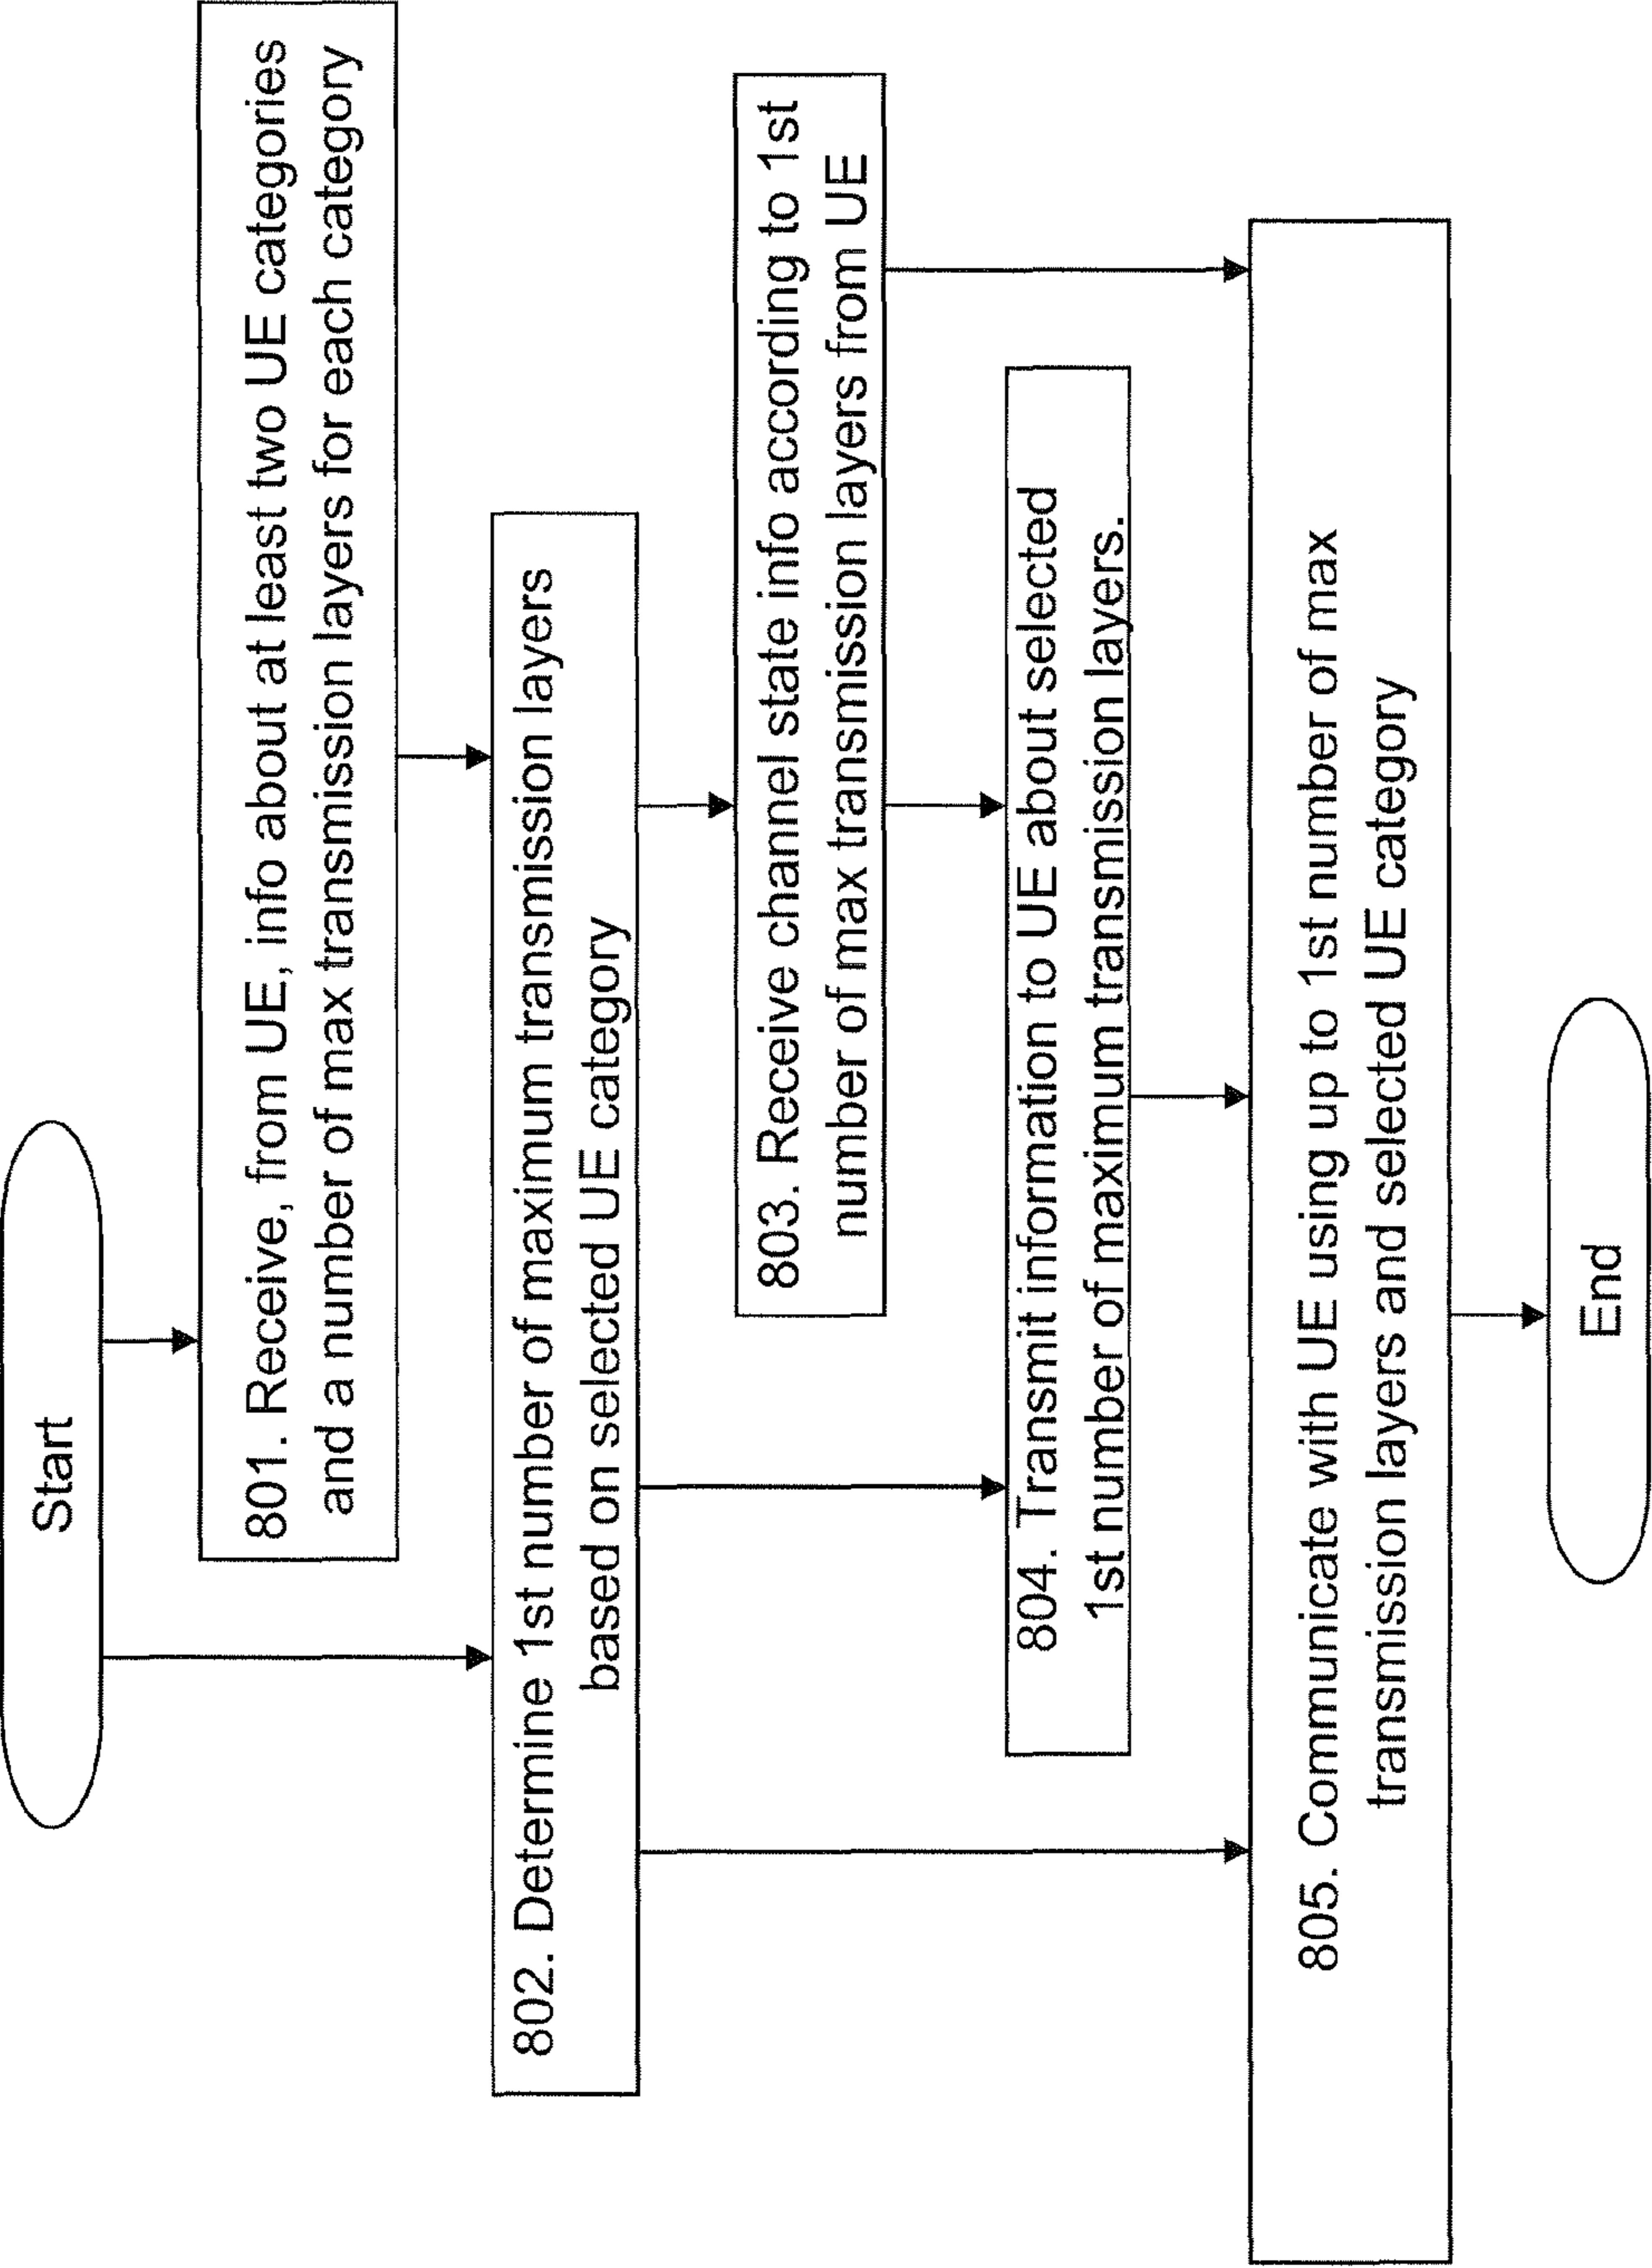 Start
801. Receive, from UE, info about at least two UE categories
and a number of max transmission layers for each category
802. Determine 1st number of maximum transmission layers
based on selected UE category
803. Receive channel state info according to 1st
number of max transmission layers from UE
804. Transmit information to UE about selected
1st number of maximum transmission layers.
805. Communicate with UE using up to 1st number of max
transmission layers and selected UE category
End